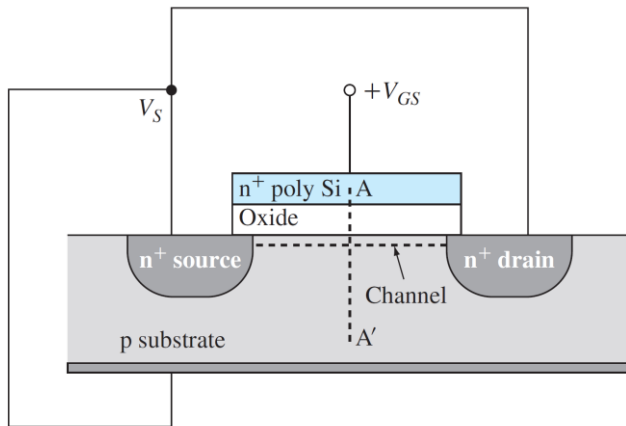 V_S
+V_GS
n⁺ poly Si A
Oxide
n⁺ source
n⁺ drain
Channel
p substrate
A′